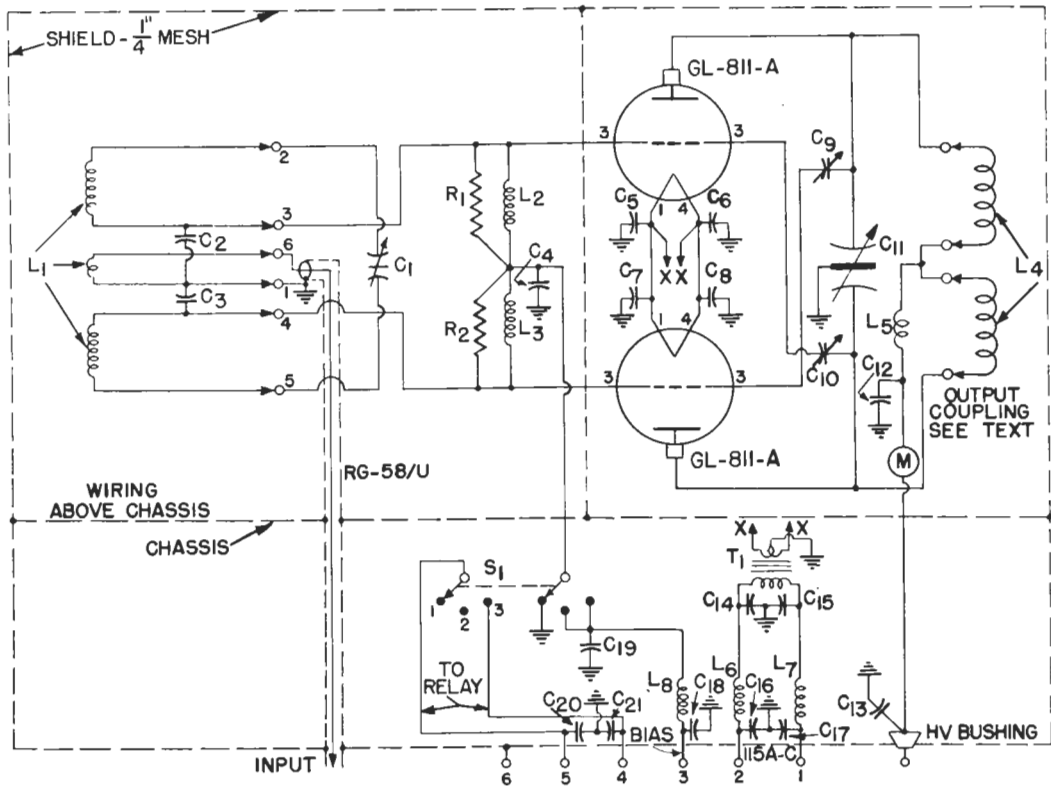 SHIELD - 1/4" MESH
GL-811-A
3
3
C9
2
R1
L2
C5
C6
1
4
3
C2
6
L1
C1
C4
X X
C11
L4
1
C3
C7
C8
4
R2
L3
1
4
L5
5
3
3
C10
C12
OUTPUT
COUPLING
SEE TEXT
GL-811-A
M
RG-58/U
WIRING
ABOVE CHASSIS
CHASSIS
X
X
T1
S1
1
2
3
C14
C15
C19
TO
RELAY
L8
C18
L6
C16
L7
C13
C20
C21
BIAS
C17
HV BUSHING
115A-C
INPUT
6
5
4
3
2
1